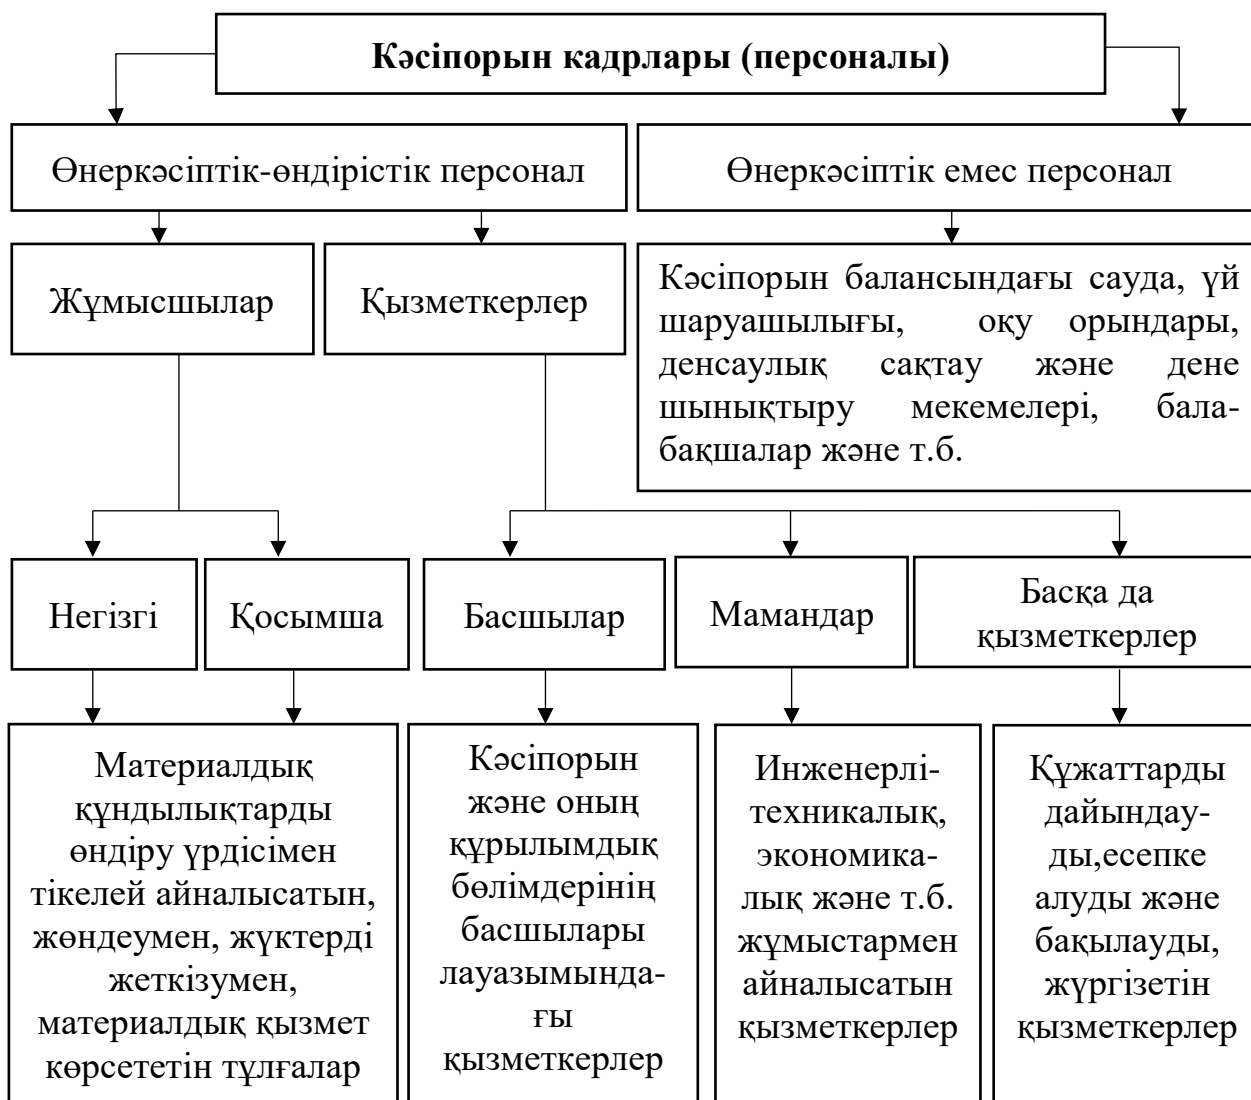 Кәсіпорын кадрлары (персоналы)
Өнеркәсіптік-өндірістік персонал
Өнеркәсіптік емес персонал
Жұмысшылар
Қызметкерлер
Кәсіпорын балансындағы сауда, үй
шаруашылығы, оқу орындары,
денсаулық сақтау және дене
шынықтыру мекемелері, бала-
бақшалар және т.б.
Негізгі
Қосымша
Басшылар
Мамандар
Басқа да
қызметкерлер
Материалдық
құндылықтарды
өндіру үрдісімен
тікелей айналысатын,
жөндеумен, жүктерді
жеткізумен,
материалдық қызмет
көрсететін тұлғалар
Кәсіпорын
және оның
құрылымдық
бөлімдерінің
басшылары
лауазымында-
ғы
қызметкерлер
Инженерлі-
техникалық,
экономика-
лық және т.б.
жұмыстармен
айналысатын
қызметкерлер
Құжаттарды
дайындау-
ды,есепке
алуды және
бақылауды,
жүргізетін
қызметкерлер